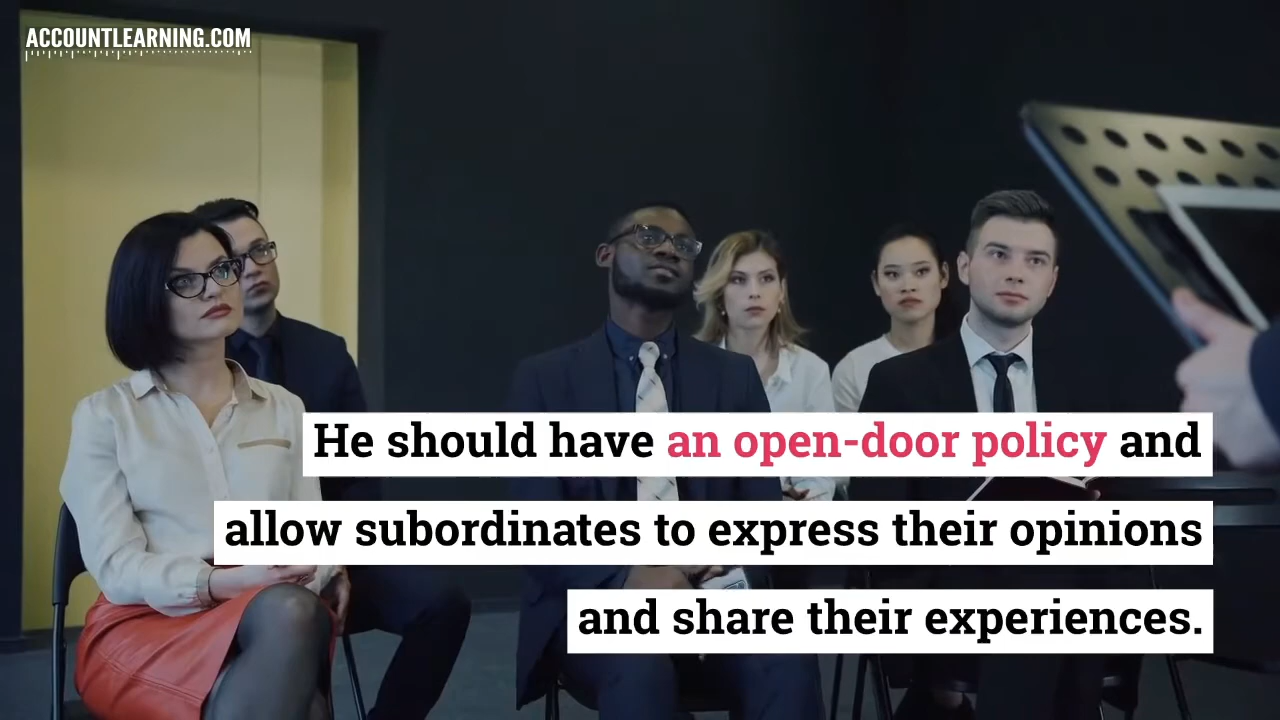 ACCOUNTLEARNING.COM
He should have an open-door policy and
allow subordinates to express their opinions
and share their experiences.